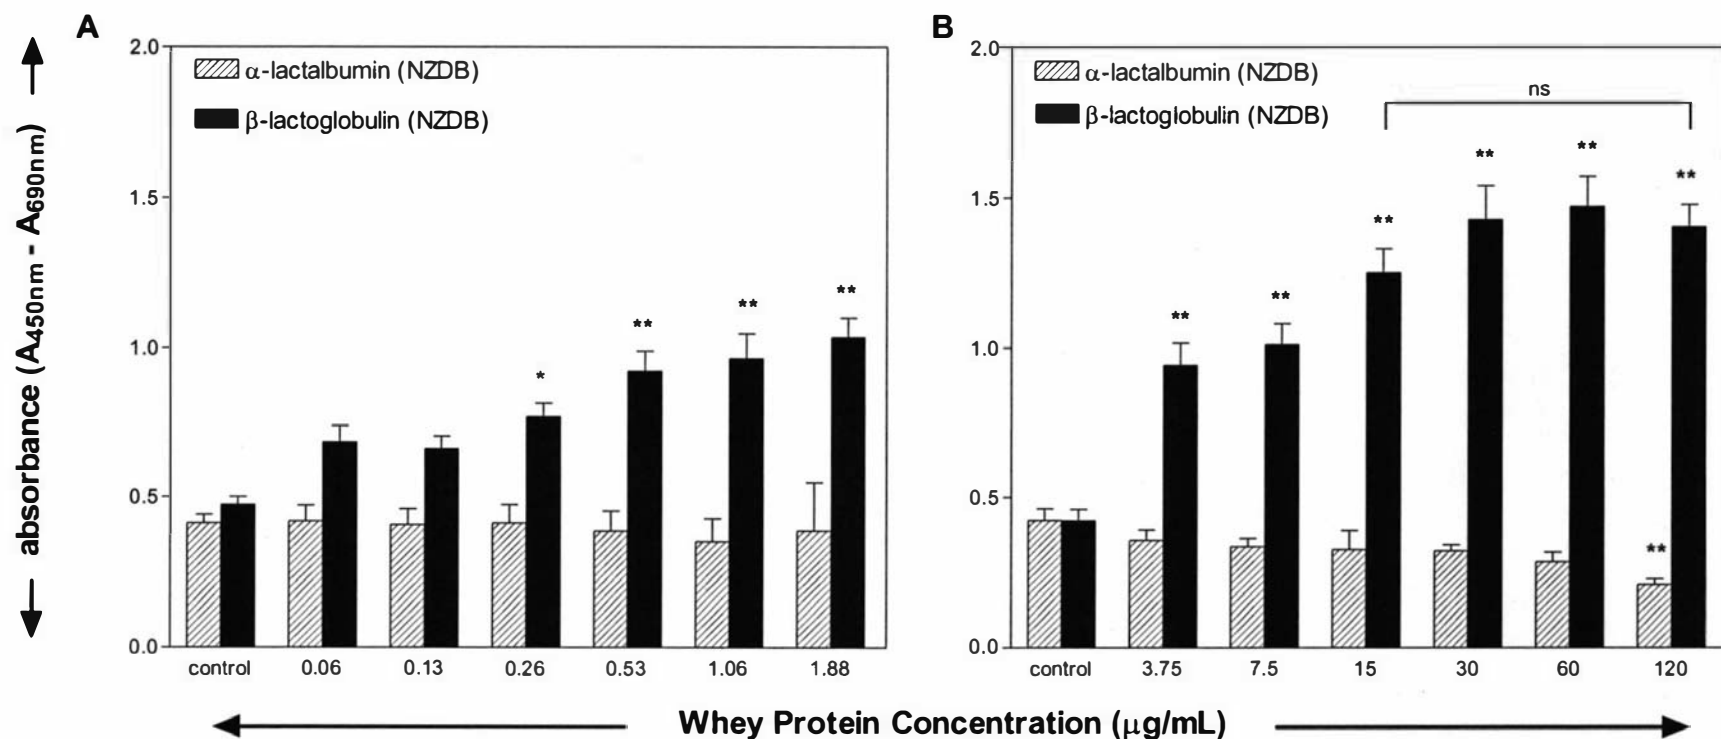 A
2.0
α-lactalbumin (NZDB)
β-lactoglobulin (NZDB)
1.5
1.0
0.5
0.0
* ** ** **
control 0.06 0.13 0.26 0.53 1.06 1.88
absorbance (A450nm - A690nm)
B
2.0
α-lactalbumin (NZDB)
β-lactoglobulin (NZDB)
ns
1.5
1.0
0.5
0.0
** ** ** ** ** **
**
control 3.75 7.5 15 30 60 120
Whey Protein Concentration (μg/mL)